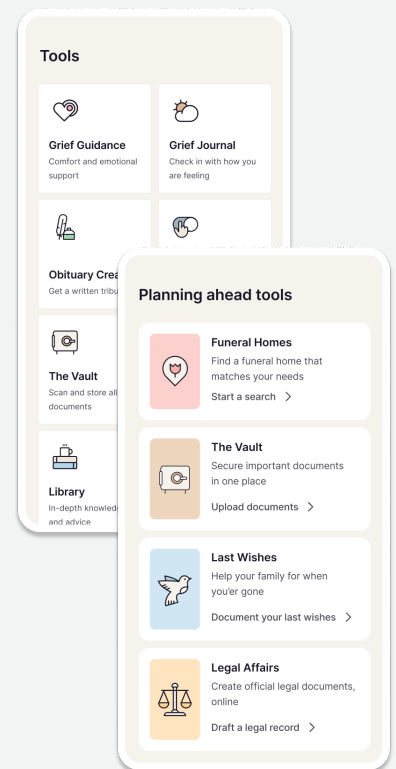 Tools
Grief Guidance
Comfort and emotional
support
Grief Journal
Check in with how you
are feeling
Obituary
Get a written
The Vault
Scan and store
documents
Library
In-depth
and advice
Planning ahead tools
Funeral Homes
Find a funeral home that
matches your needs
Start a search
The Vault
Secure important documents
in one place
Upload documents
Last Wishes
Help your family for when
you'er gone
Document your last wishes
Legal Affairs
Create official legal documents,
online
Draft a legal record